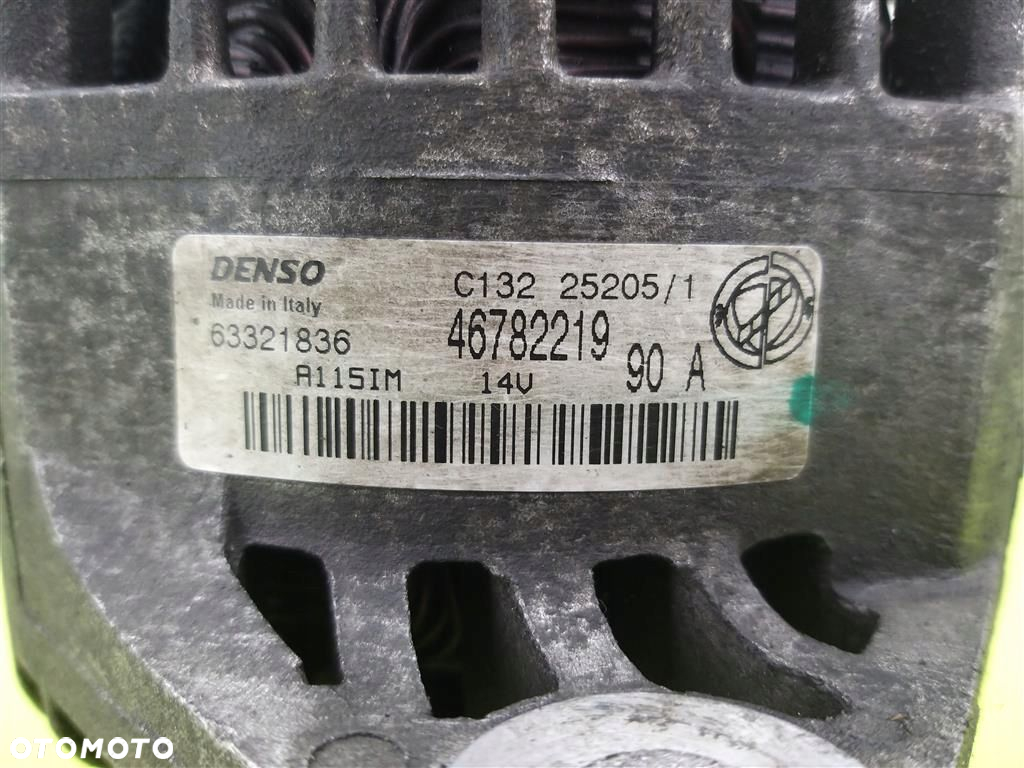 DENSO
Made in Italy
63321836
C132 25205/1
46782219
A115IM 14V 90 A
OTOMOTO